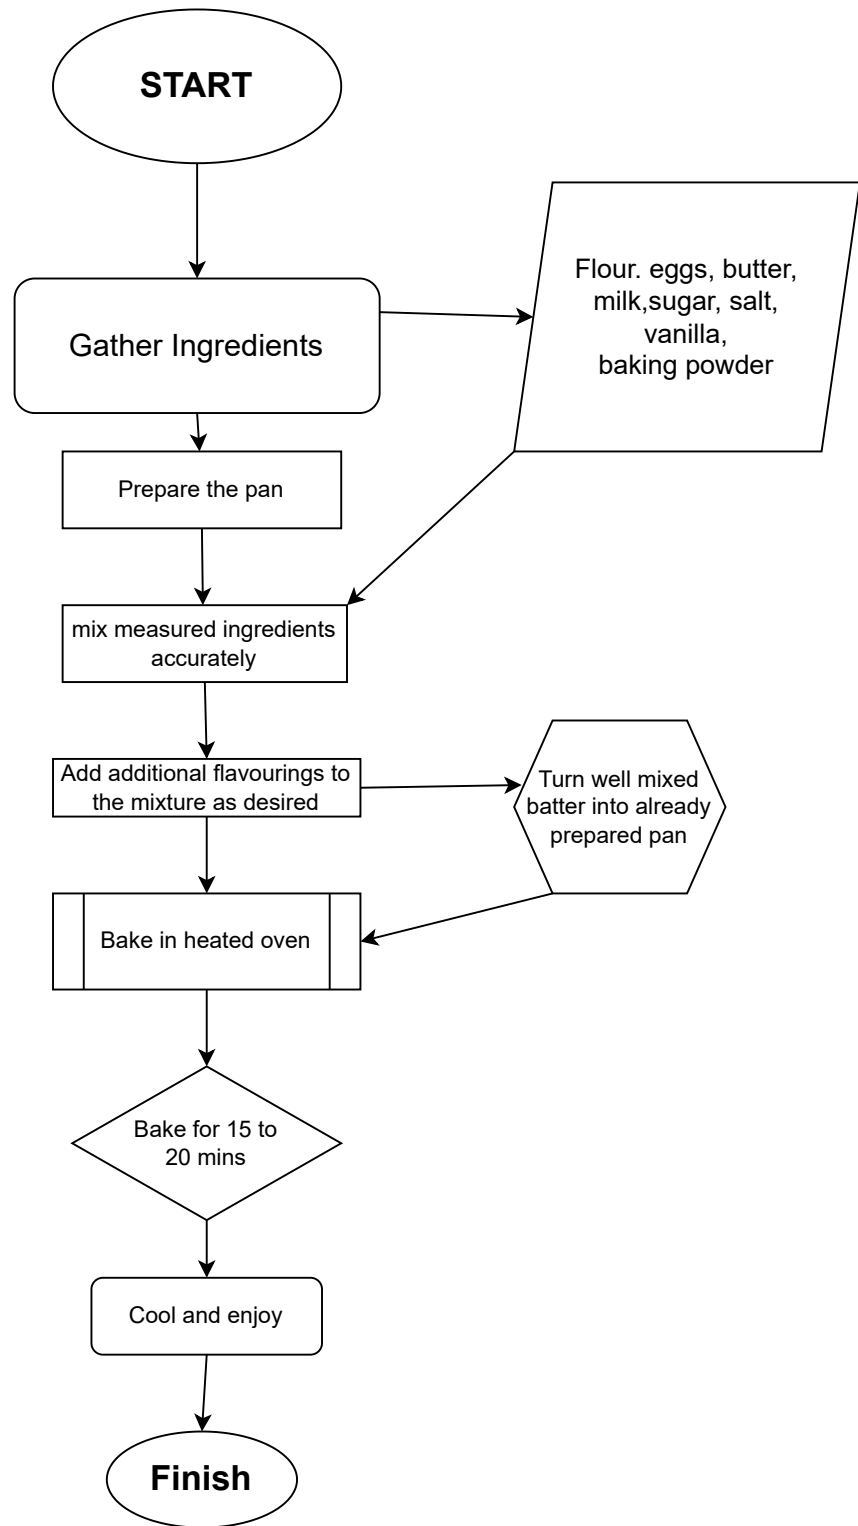 START
Gather Ingredients
Flour. eggs, butter,
milk,sugar, salt,
vanilla,
baking powder
Prepare the pan
mix measured ingredients
accurately
Add additional flavourings to
the mixture as desired
Turn well mixed
batter into already
prepared pan
Bake in heated oven
Bake for 15 to
20 mins
Cool and enjoy
Finish